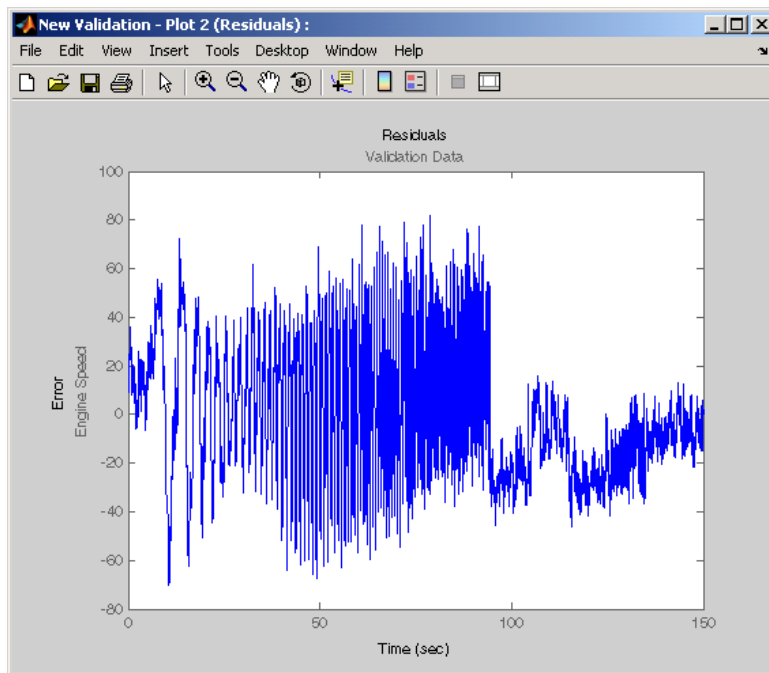 New Validation - Plot 2 (Residuals) :
File Edit View Insert Tools Desktop Window Help
Residuals
Validation Data
100
80
60
40
20
0
-20
-40
-60
-80
Error
Engine Speed
0 50 100 150
Time (sec)